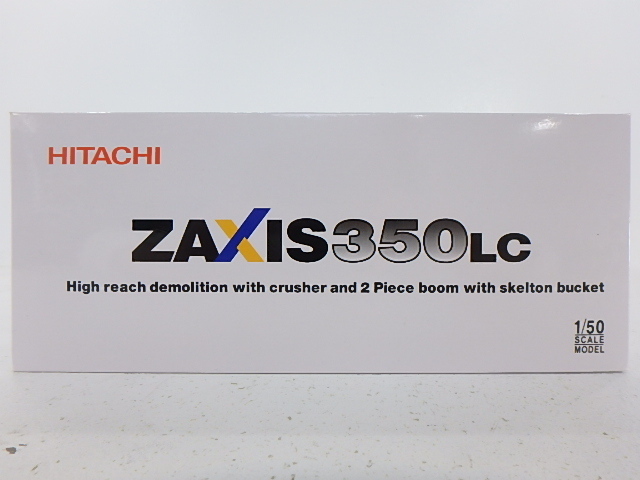 HITACHI
ZAXIS350LC
High reach demolition with crusher and 2 Piece boom with skelton bucket
1/50
SCALE
MODEL